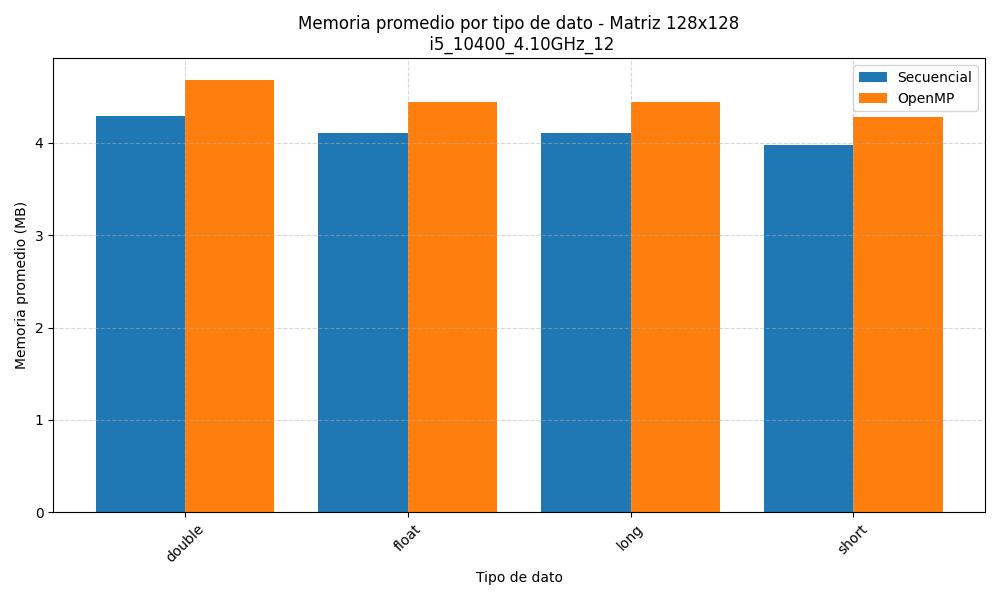 Memoria promedio por tipo de dato - Matriz 128x128
i5_10400_4.10GHz_12
Secuencial
OpenMP
Memoria promedio (MB)
4
3
2
1
0
double
float
long
short
Tipo de dato